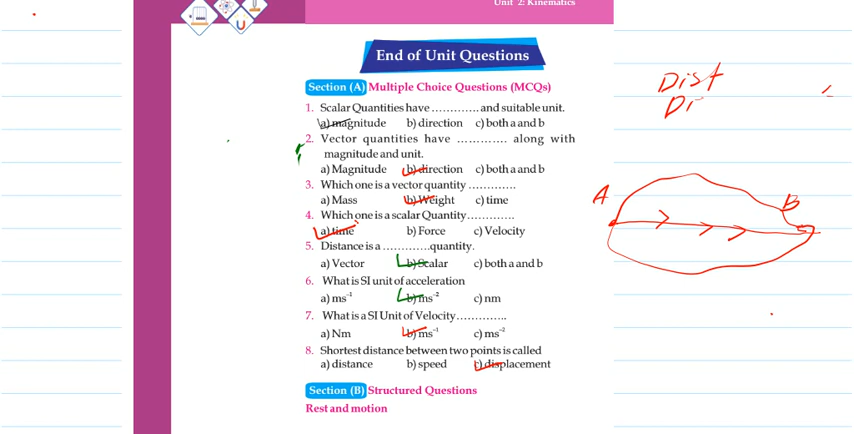 Unit 2: Kinematics
End of Unit Questions
Section (A) Multiple Choice Questions (MCQs)
1. Scalar Quantities have ............. and suitable unit.
a) magnitude b) direction c) both a and b
2. Vector quantities have ............. along with
magnitude and unit.
a) Magnitude b) direction c) both a and b
3. Which one is a vector quantity ............
a) Mass b) Weight c) time
4. Which one is a scalar Quantity............
a) time b) Force c) Velocity
5. Distance is a .............quantity.
a) Vector b) Scalar c) both a and b
6. What is SI unit of acceleration
a) ms⁻¹ b) ms⁻² c) nm
7. What is a SI Unit of Velocity.............
a) Nm b) ms⁻¹ c) ms⁻²
8. Shortest distance between two points is called
a) distance b) speed c) displacement
Section (B) Structured Questions
Rest and motion
Dist
Di
A
B